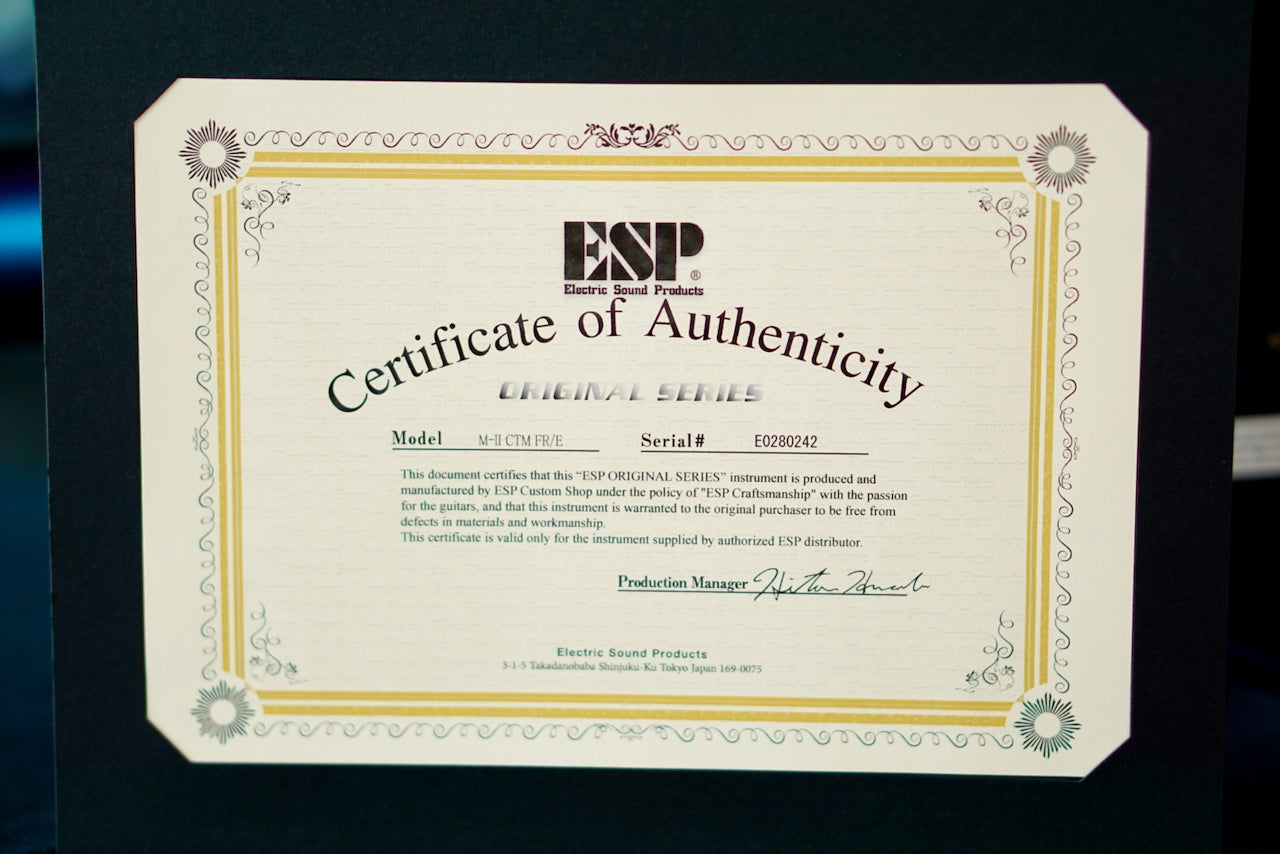 ESP®
Electric Sound Products
Certificate of Authenticity
ORIGINAL SERIES
Model M-II CTM FR/E Serial# E0280242
This document certifies that this “ESP ORIGINAL SERIES” instrument is produced and
manufactured by ESP Custom Shop under the policy of "ESP Craftsmanship" with the passion
for the guitars, and that this instrument is warranted to the original purchaser to be free from
defects in materials and workmanship.
This certificate is valid only for the instrument supplied by authorized ESP distributor.
Production Manager
Electric Sound Products
3-1-5 Takadanobaba Shinjuku-Ku Tokyo Japan 169-0075